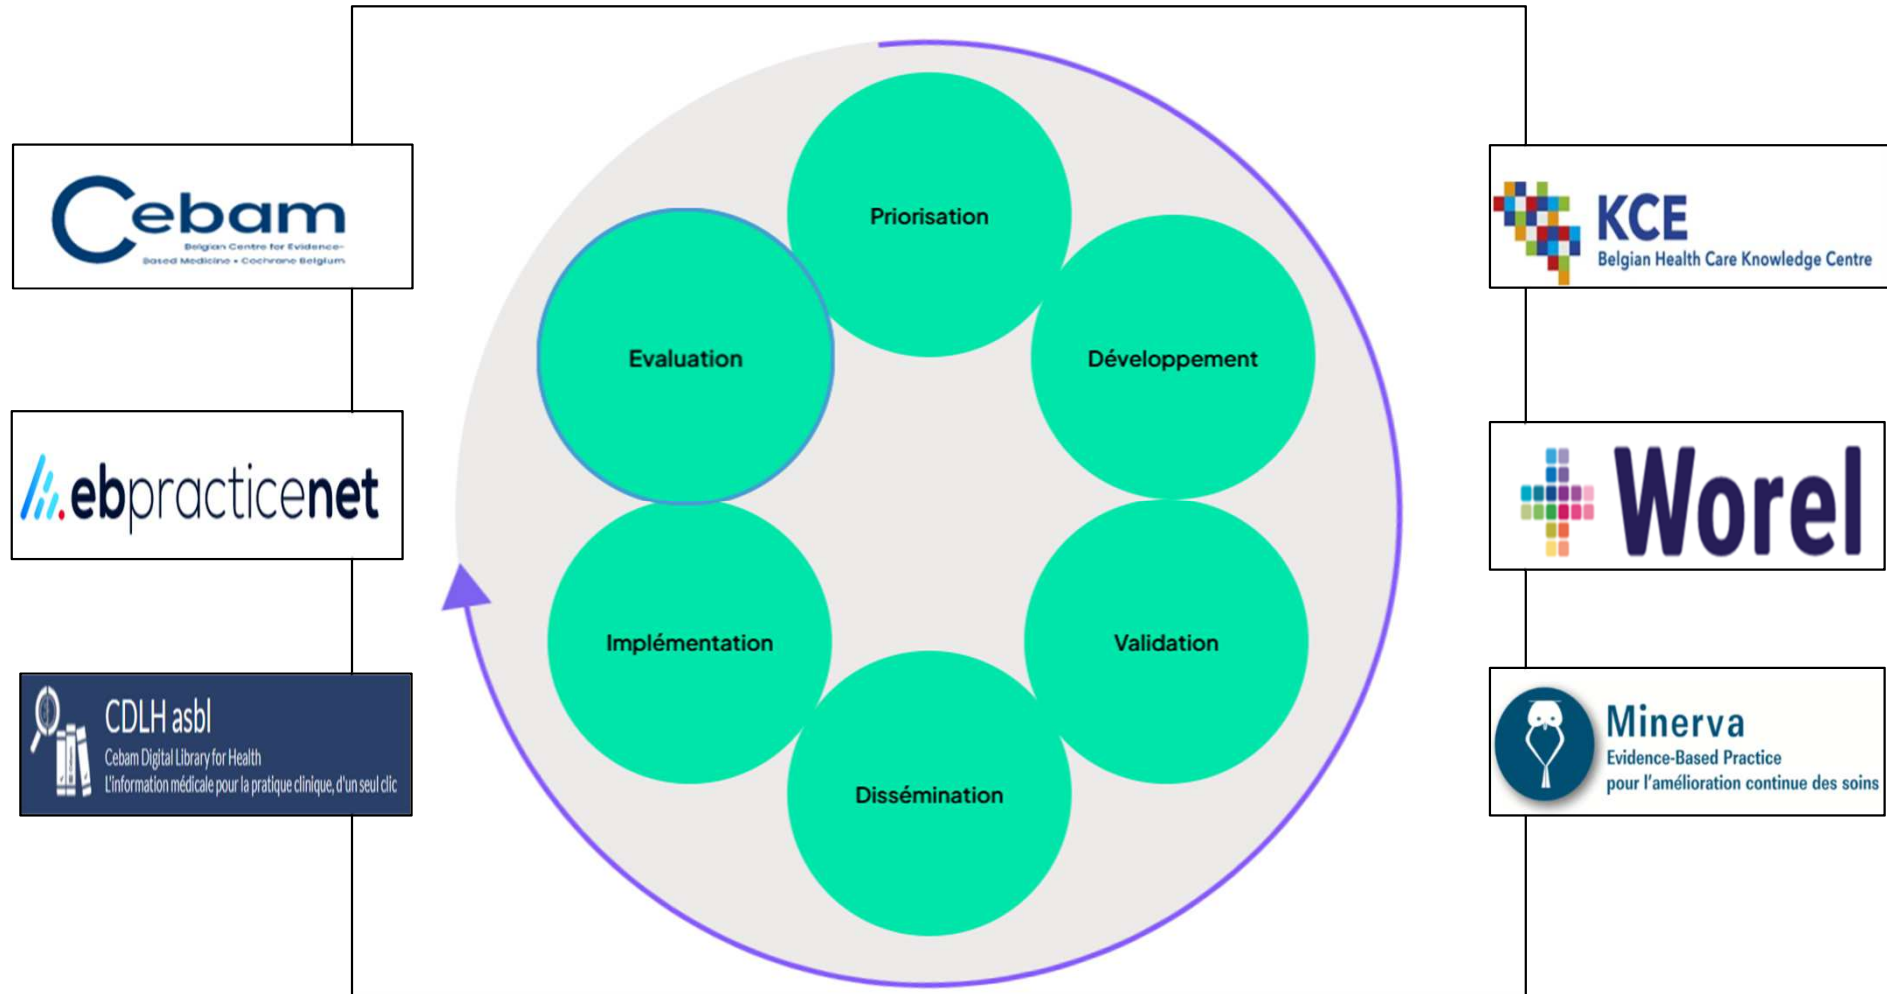 Cebam
Belgian Centre for Evidence-
Based Medicine • Cochrane Belgium
ebpracticenet
CDLH asbl
Cebam Digital Library for Health
L'information médicale pour la pratique clinique, d'un seul clic
Priorisation
Développement
Validation
Dissémination
Implémentation
Evaluation
KCE
Belgian Health Care Knowledge Centre
Worel
Minerva
Evidence-Based Practice
pour l'amélioration continue des soins